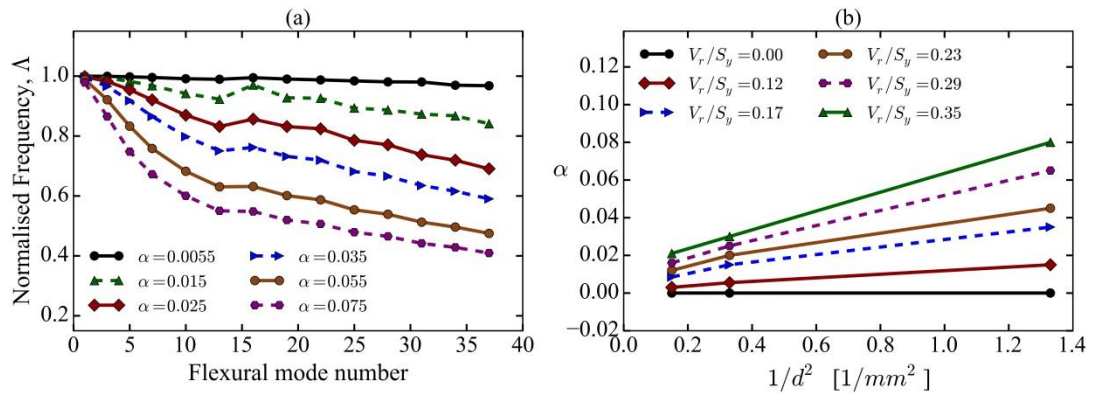 (a)
Normalised Frequency, Λ
1.0
0.8
0.6
0.4
0.2
α=0.0055
α=0.015
α=0.025
α=0.035
α=0.055
α=0.075
0 5 10 15 20 25 30 35 40
Flexural mode number
(b)
α
0.12
0.10
0.08
0.06
0.04
0.02
0.00
−0.02
V_r/S_y=0.00
V_r/S_y=0.12
V_r/S_y=0.17
V_r/S_y=0.23
V_r/S_y=0.29
V_r/S_y=0.35
0.0 0.2 0.4 0.6 0.8 1.0 1.2 1.4
1/d² [1/mm²]